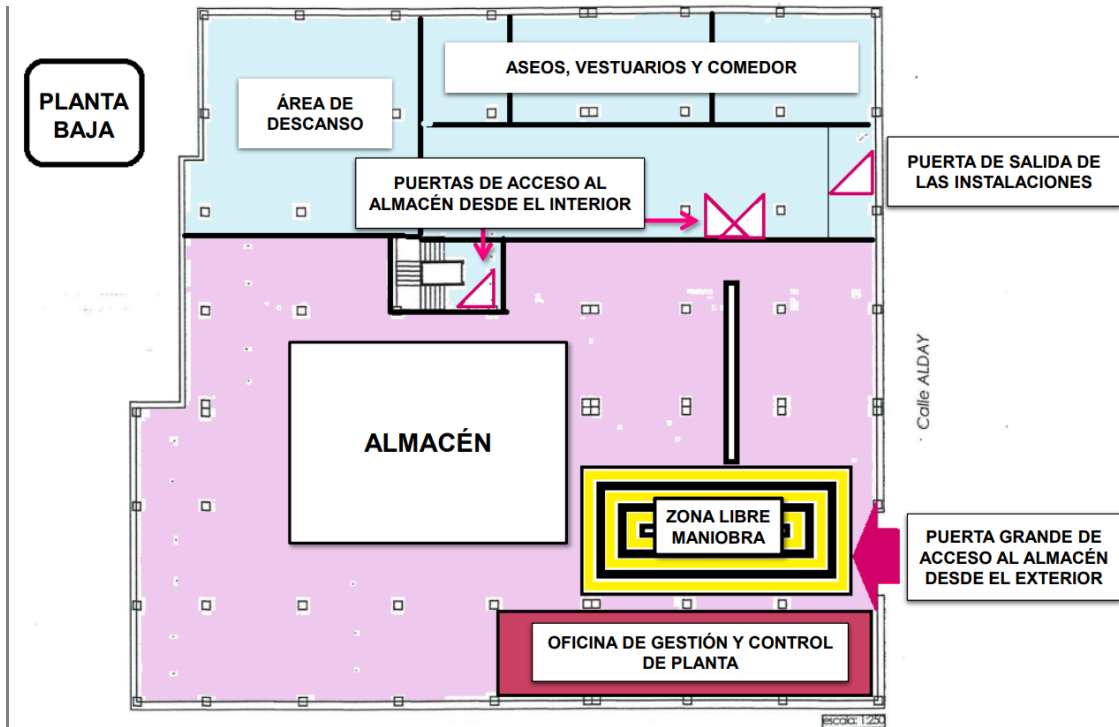 PLANTA
BAJA
ÁREA DE
DESCANSO
ASEOS, VESTUARIOS Y COMEDOR
PUERTAS DE ACCESO AL
ALMACÉN DESDE EL INTERIOR
PUERTA DE SALIDA DE
LAS INSTALACIONES
Calle ALDAY
ALMACÉN
ZONA LIBRE
MANIOBRA
PUERTA GRANDE DE
ACCESO AL ALMACÉN
DESDE EL EXTERIOR
OFICINA DE GESTIÓN Y CONTROL
DE PLANTA
escala: 1:250